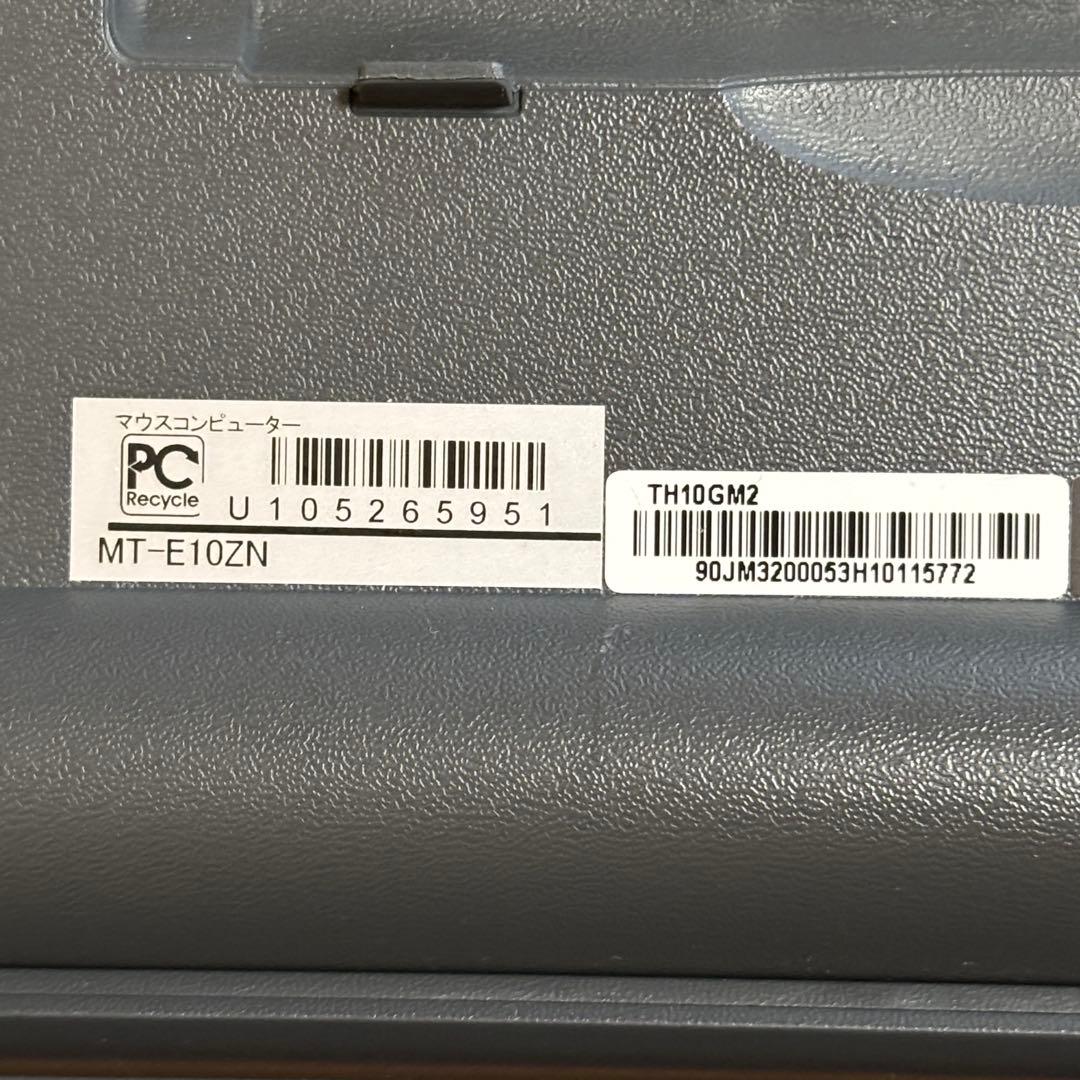 マウスコンピューター
PC
Recycle
U105265951
MT-E10ZN
TH10GM2
90JM3200053H10115772